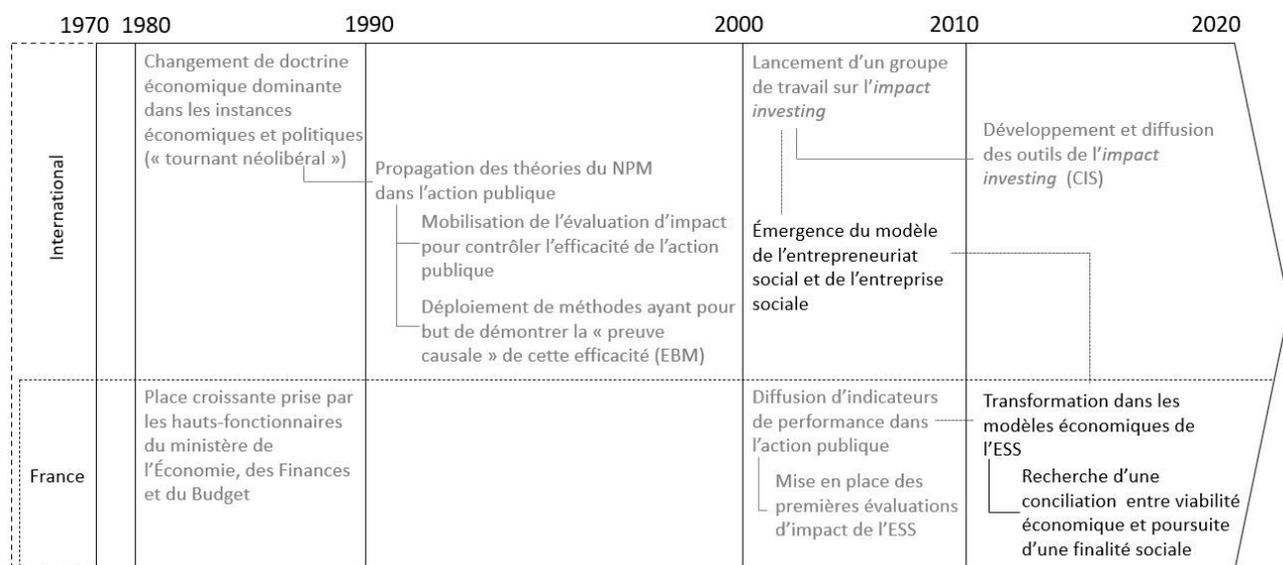 1970 1980 1990 2000 2010 2020
International
Changement de doctrine
économique dominante
dans les instances
économiques et politiques
(« tournant néolibéral »)
Propagation des théories du NPM
dans l'action publique
Mobilisation de l'évaluation d'impact
pour contrôler l'efficacité de l'action
publique
Déploiement de méthodes ayant pour
but de démontrer la « preuve
causale » de cette efficacité (EBM)
Lancement d'un groupe
de travail sur l'impact
investing
Émergence du modèle
de l'entrepreneuriat
social et de l'entreprise
sociale
Développement et diffusion
des outils de l'impact
investing (CIS)
France
Place croissante prise par
les hauts-fonctionnaires
du ministère de
l'Économie, des Finances
et du Budget
Diffusion d'indicateurs
de performance dans
l'action publique
Mise en place des
premières évaluations
d'impact de l'ESS
Transformation dans les
modèles économiques de
l'ESS
Recherche d'une
conciliation entre viabilité
économique et poursuite
d'une finalité sociale